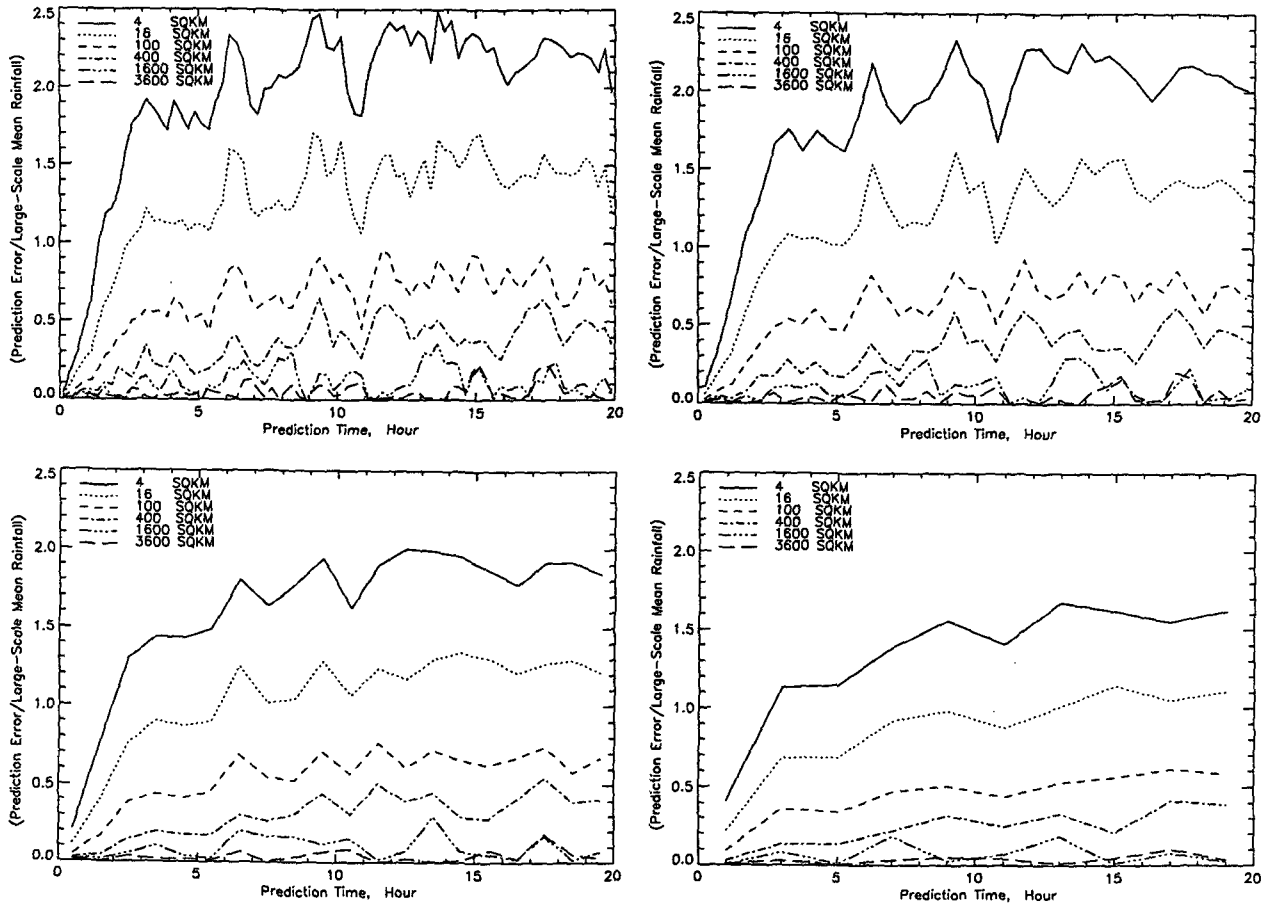 (Prediction Error/Large-Scale Mean Rainfall)
2.5
2.0
1.5
1.0
0.5
0.0
4 SQKM
16 SQKM
100 SQKM
400 SQKM
1600 SQKM
3600 SQKM
0 5 10 15 20
Prediction Time, Hour
(Prediction Error/Large-Scale Mean Rainfall)
2.5
2.0
1.5
1.0
0.5
0.0
4 SQKM
16 SQKM
100 SQKM
400 SQKM
1600 SQKM
3600 SQKM
0 5 10 15 20
Prediction Time, Hour
(Prediction Error/Large-Scale Mean Rainfall)
2.5
2.0
1.5
1.0
0.5
0.0
4 SQKM
16 SQKM
100 SQKM
400 SQKM
1600 SQKM
3600 SQKM
0 5 10 15 20
Prediction Time, Hour
(Prediction Error/Large-Scale Mean Rainfall)
2.5
2.0
1.5
1.0
0.5
0.0
4 SQKM
16 SQKM
100 SQKM
400 SQKM
1600 SQKM
3600 SQKM
0 5 10 15 20
Prediction Time, Hour